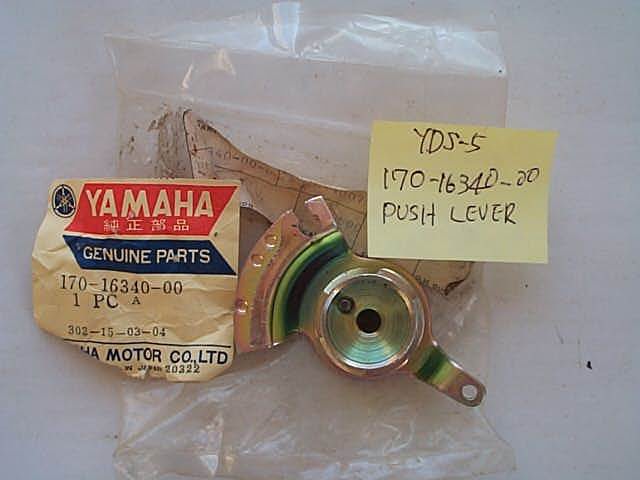 YAMAHA
純正部品
GENUINE PARTS
170-16340-00
1 PC A
302-15-03-04
HA MOTOR CO.,LTD
20322
YDS-5
170-16340-00
PUSH LEVER